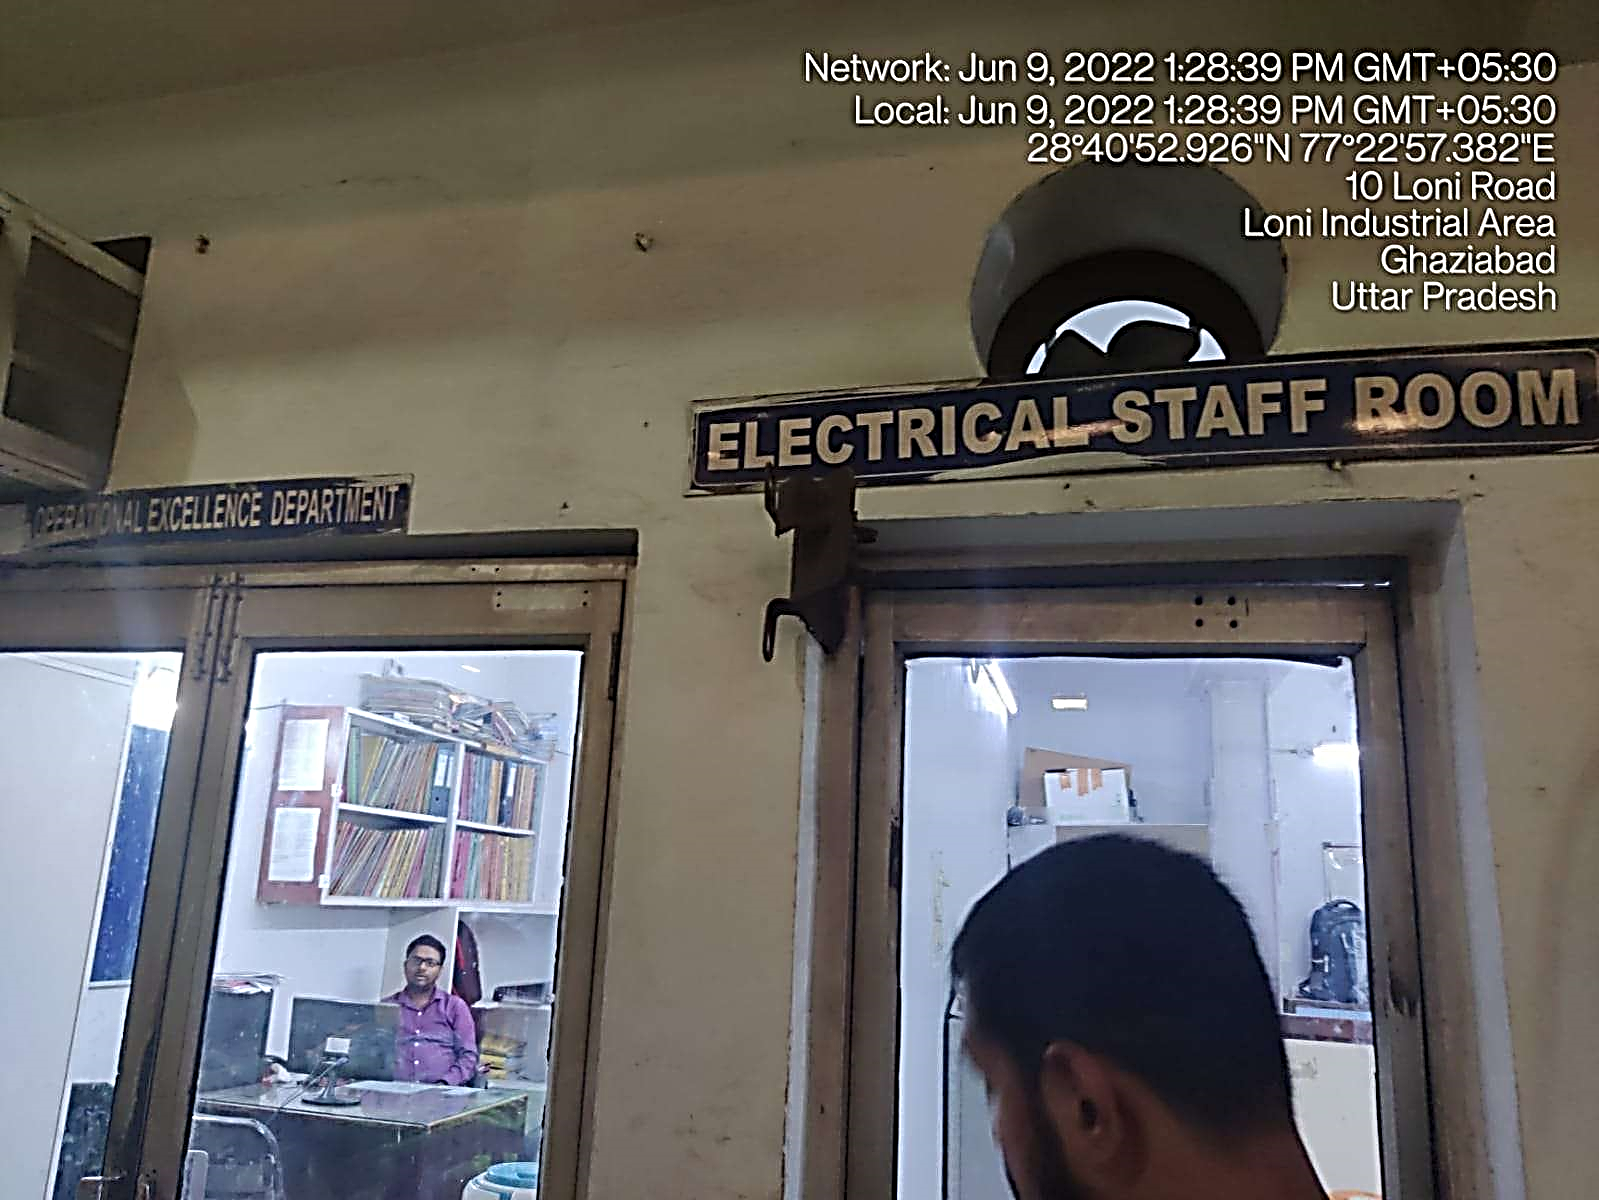 Network: Jun 9, 2022 1:28:39 PM GMT+05:30
Local: Jun 9, 2022 1:28:39 PM GMT+05:30
28°40'52.926"N 77°22'57.382"E
10 Loni Road
Loni Industrial Area
Ghaziabad
Uttar Pradesh
ELECTRICAL STAFF ROOM
OPERATIONAL EXCELLENCE DEPARTMENT